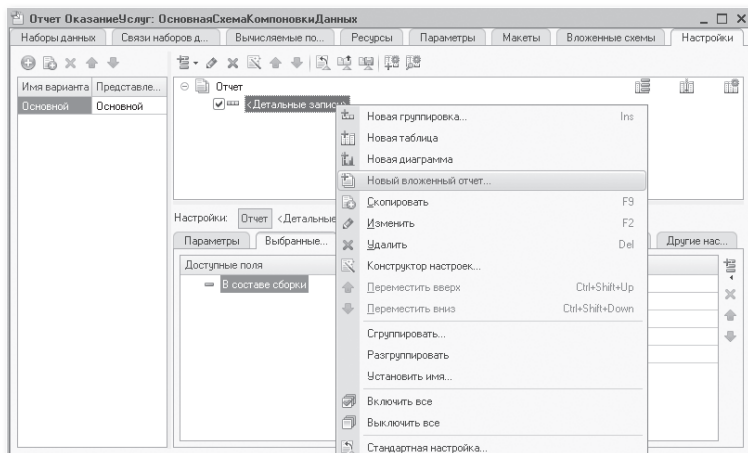 Отчет ОказаниеУслуг: ОсновнаяСхемаКомпоновкиДанных
Наборы данных Связи наборов д... Вычисляемые по... Ресурсы Параметры Макеты Вложенные схемы Настройки
Имя варианта Представле...
Основной Основной
Отчет
<Детальные записи>
Новая группировка... Ins
Новая таблица
Новая диаграмма
Новый вложенный отчет...
Скопировать F9
Изменить F2
Удалить Del
Конструктор настроек...
Переместить вверх Ctrl+Shift+Up
Переместить вниз Ctrl+Shift+Down
Сгруппировать...
Разгруппировать
Установить имя...
Включить все
Выключить все
Стандартная настройка...
Настройки: Отчет <Детальные
Параметры Выбранные... Другие нас...
Доступные поля
В составе сборки